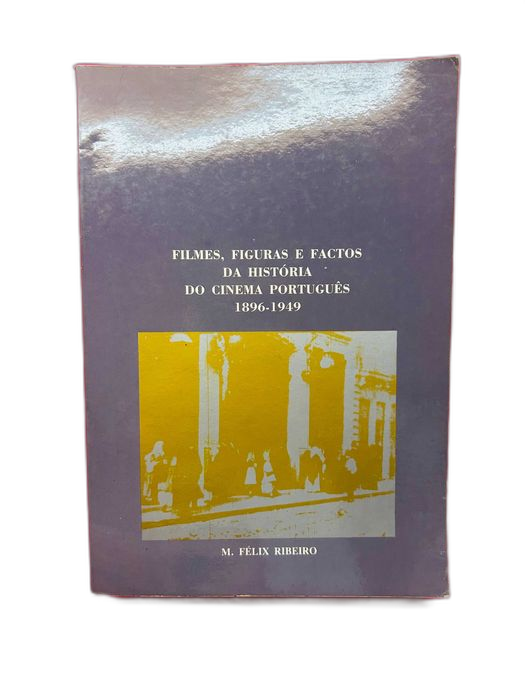 FILMES, FIGURAS E FACTOS
DA HISTÓRIA
DO CINEMA PORTUGUÊS
1896-1949
M. FÉLIX RIBEIRO